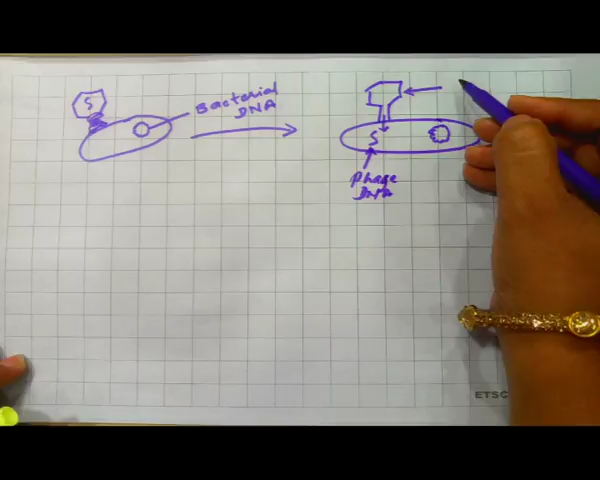 S
Bacterial
DNA
S
Phage
DNA
ETSC